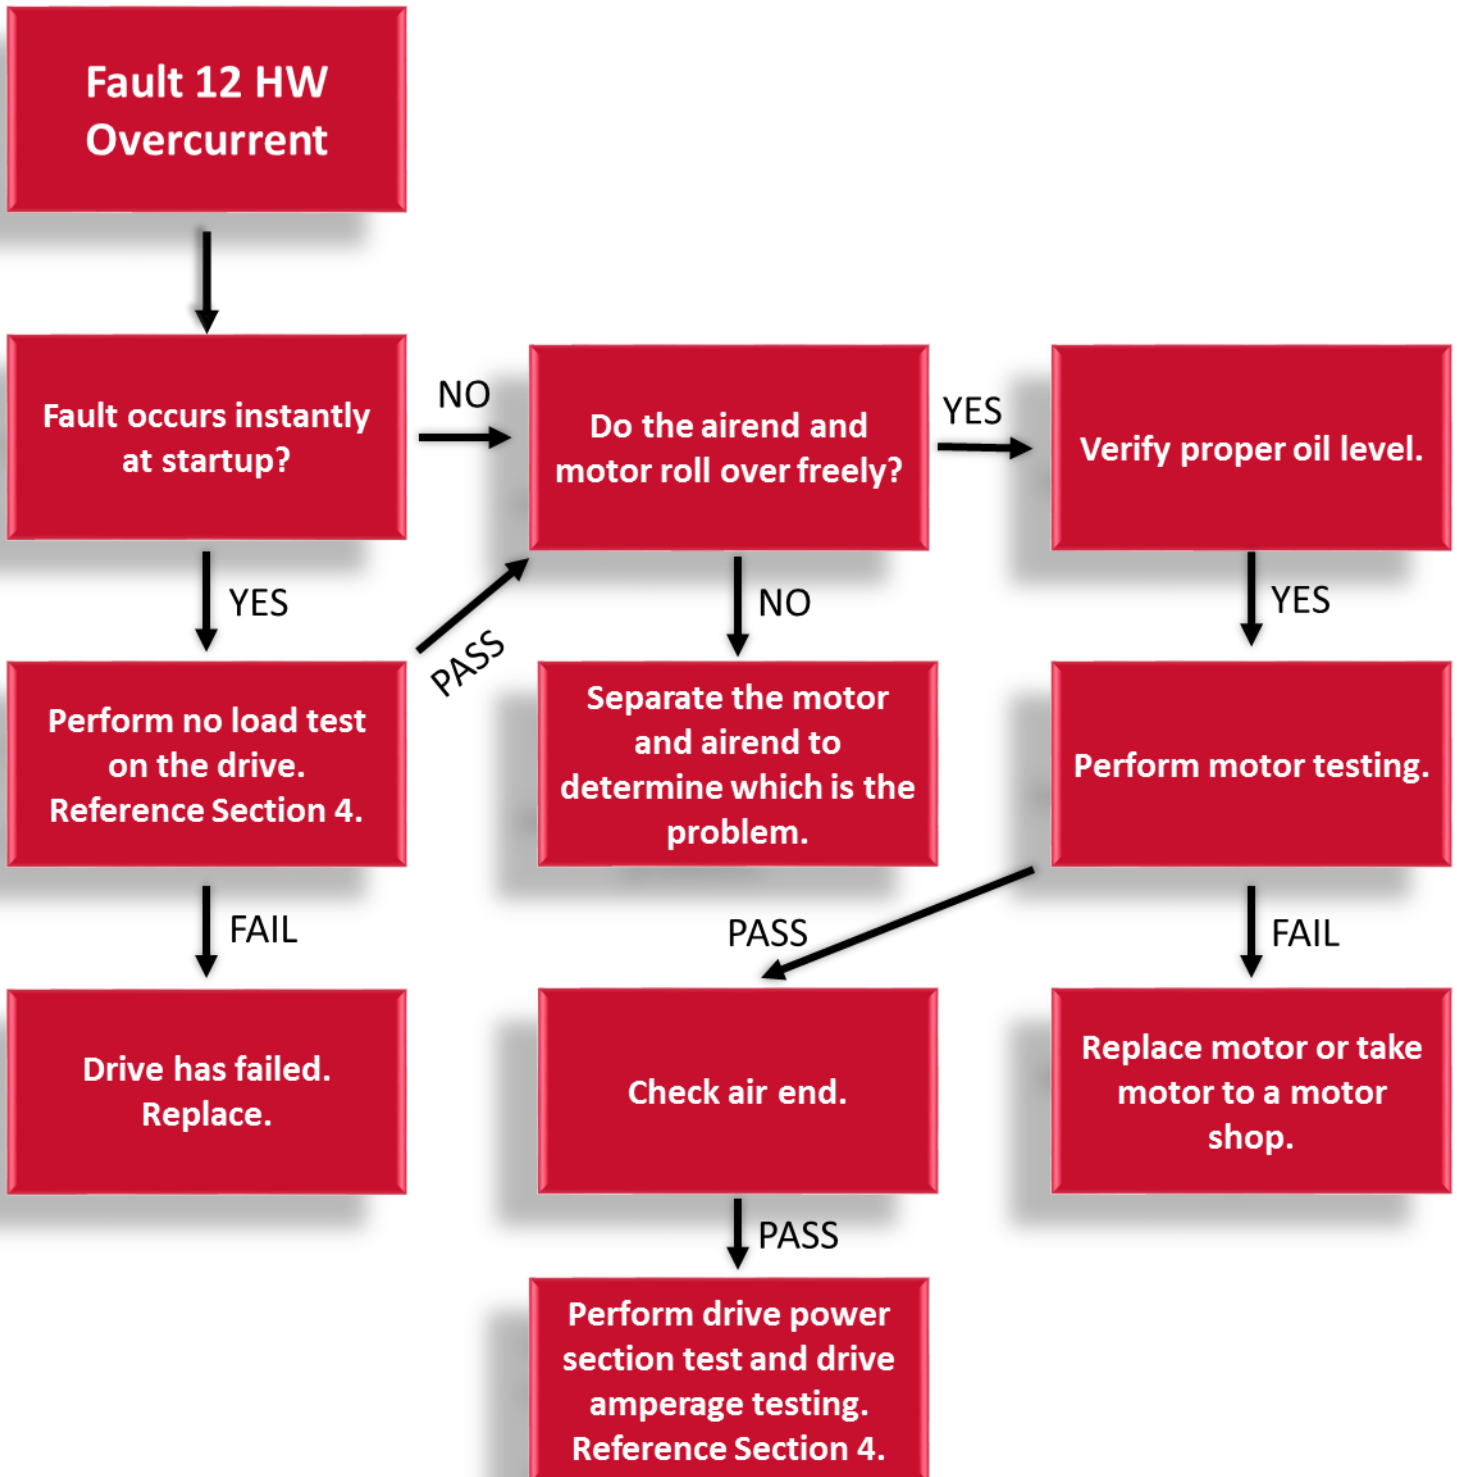 Fault 12 HW
Overcurrent
Fault occurs instantly
at startup?
NO
Do the airend and
motor roll over freely?
YES
Verify proper oil level.
YES
PASS
NO
YES
Perform no load test
on the drive.
Reference Section 4.
Separate the motor
and airend to
determine which is the
problem.
Perform motor testing.
FAIL
PASS
FAIL
Drive has failed.
Replace.
Check air end.
Replace motor or take
motor to a motor
shop.
PASS
Perform drive power
section test and drive
amperage testing.
Reference Section 4.